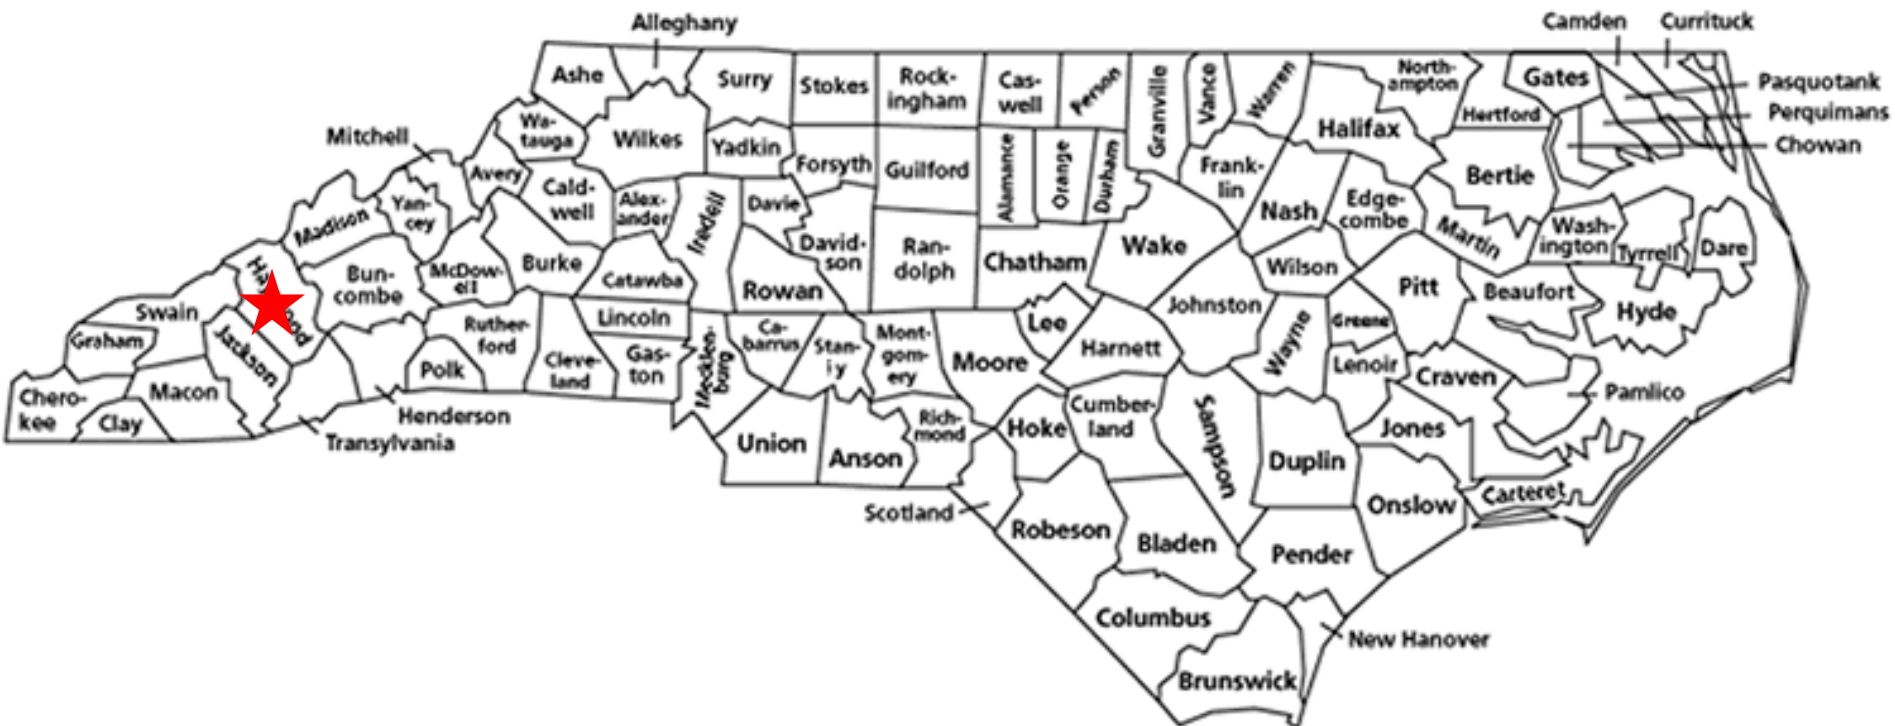 Alleghany
Camden
Currituck
Ashe
Surry
Stokes
Rock-
ingham
Cas-
well
Person
Granville
Vance
Warren
North-
ampton
Gates
Pasquotank
Perquimans
Chowan
Hertford
Halifax
Mitchell
Wa-
tauga
Wilkes
Yadkin
Forsyth
Guilford
Alamance
Orange
Durham
Frank-
lin
Bertie
Avery
Cald-
well
Alex-
ander
Iredell
Davie
Nash
Edge-
combe
Martin
Wash-
ington
Tyrrell
Dare
Madison
Yan-
cey
David-
son
Ran-
dolph
Chatham
Wake
Wilson
Pitt
Beaufort
Hyde
Ha
ood
Bun-
combe
McDow-
ell
Burke
Catawba
Rowan
Johnston
Swain
Jackson
Graham
Ruther-
ford
Lincoln
Ca-
barrus
Stan-
ly
Mont-
gom-
ery
Moore
Lee
Harnett
Wayne
Greene
Lenoir
Craven
Pamlico
Chero-
kee
Clay
Macon
Polk
Cleve-
land
Gas-
ton
Mecklen-
burg
Henderson
Transylvania
Union
Anson
Rich-
mond
Hoke
Cumber-
land
Sampson
Duplin
Jones
Onslow
Carteret
Scotland
Robeson
Bladen
Pender
Columbus
New Hanover
Brunswick